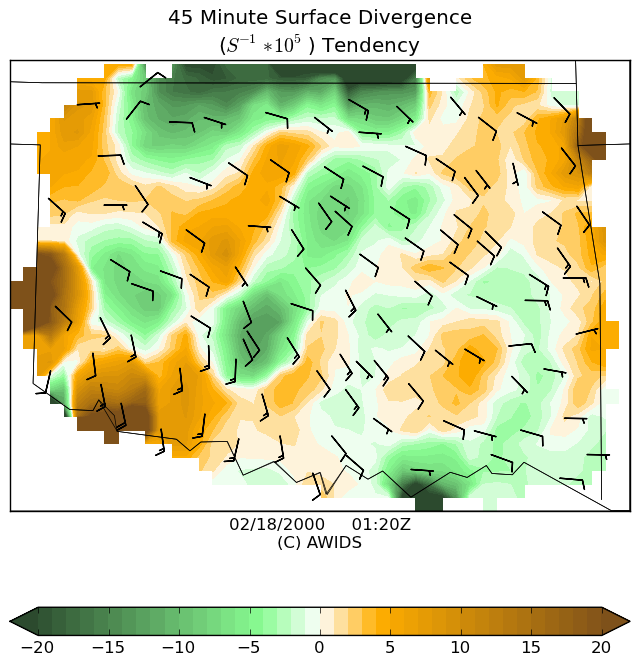 45 Minute Surface Divergence
(S⁻¹ *10⁵ ) Tendency
02/18/2000 01:20Z
(C) AWIDS
−20 −15 −10 −5 0 5 10 15 20